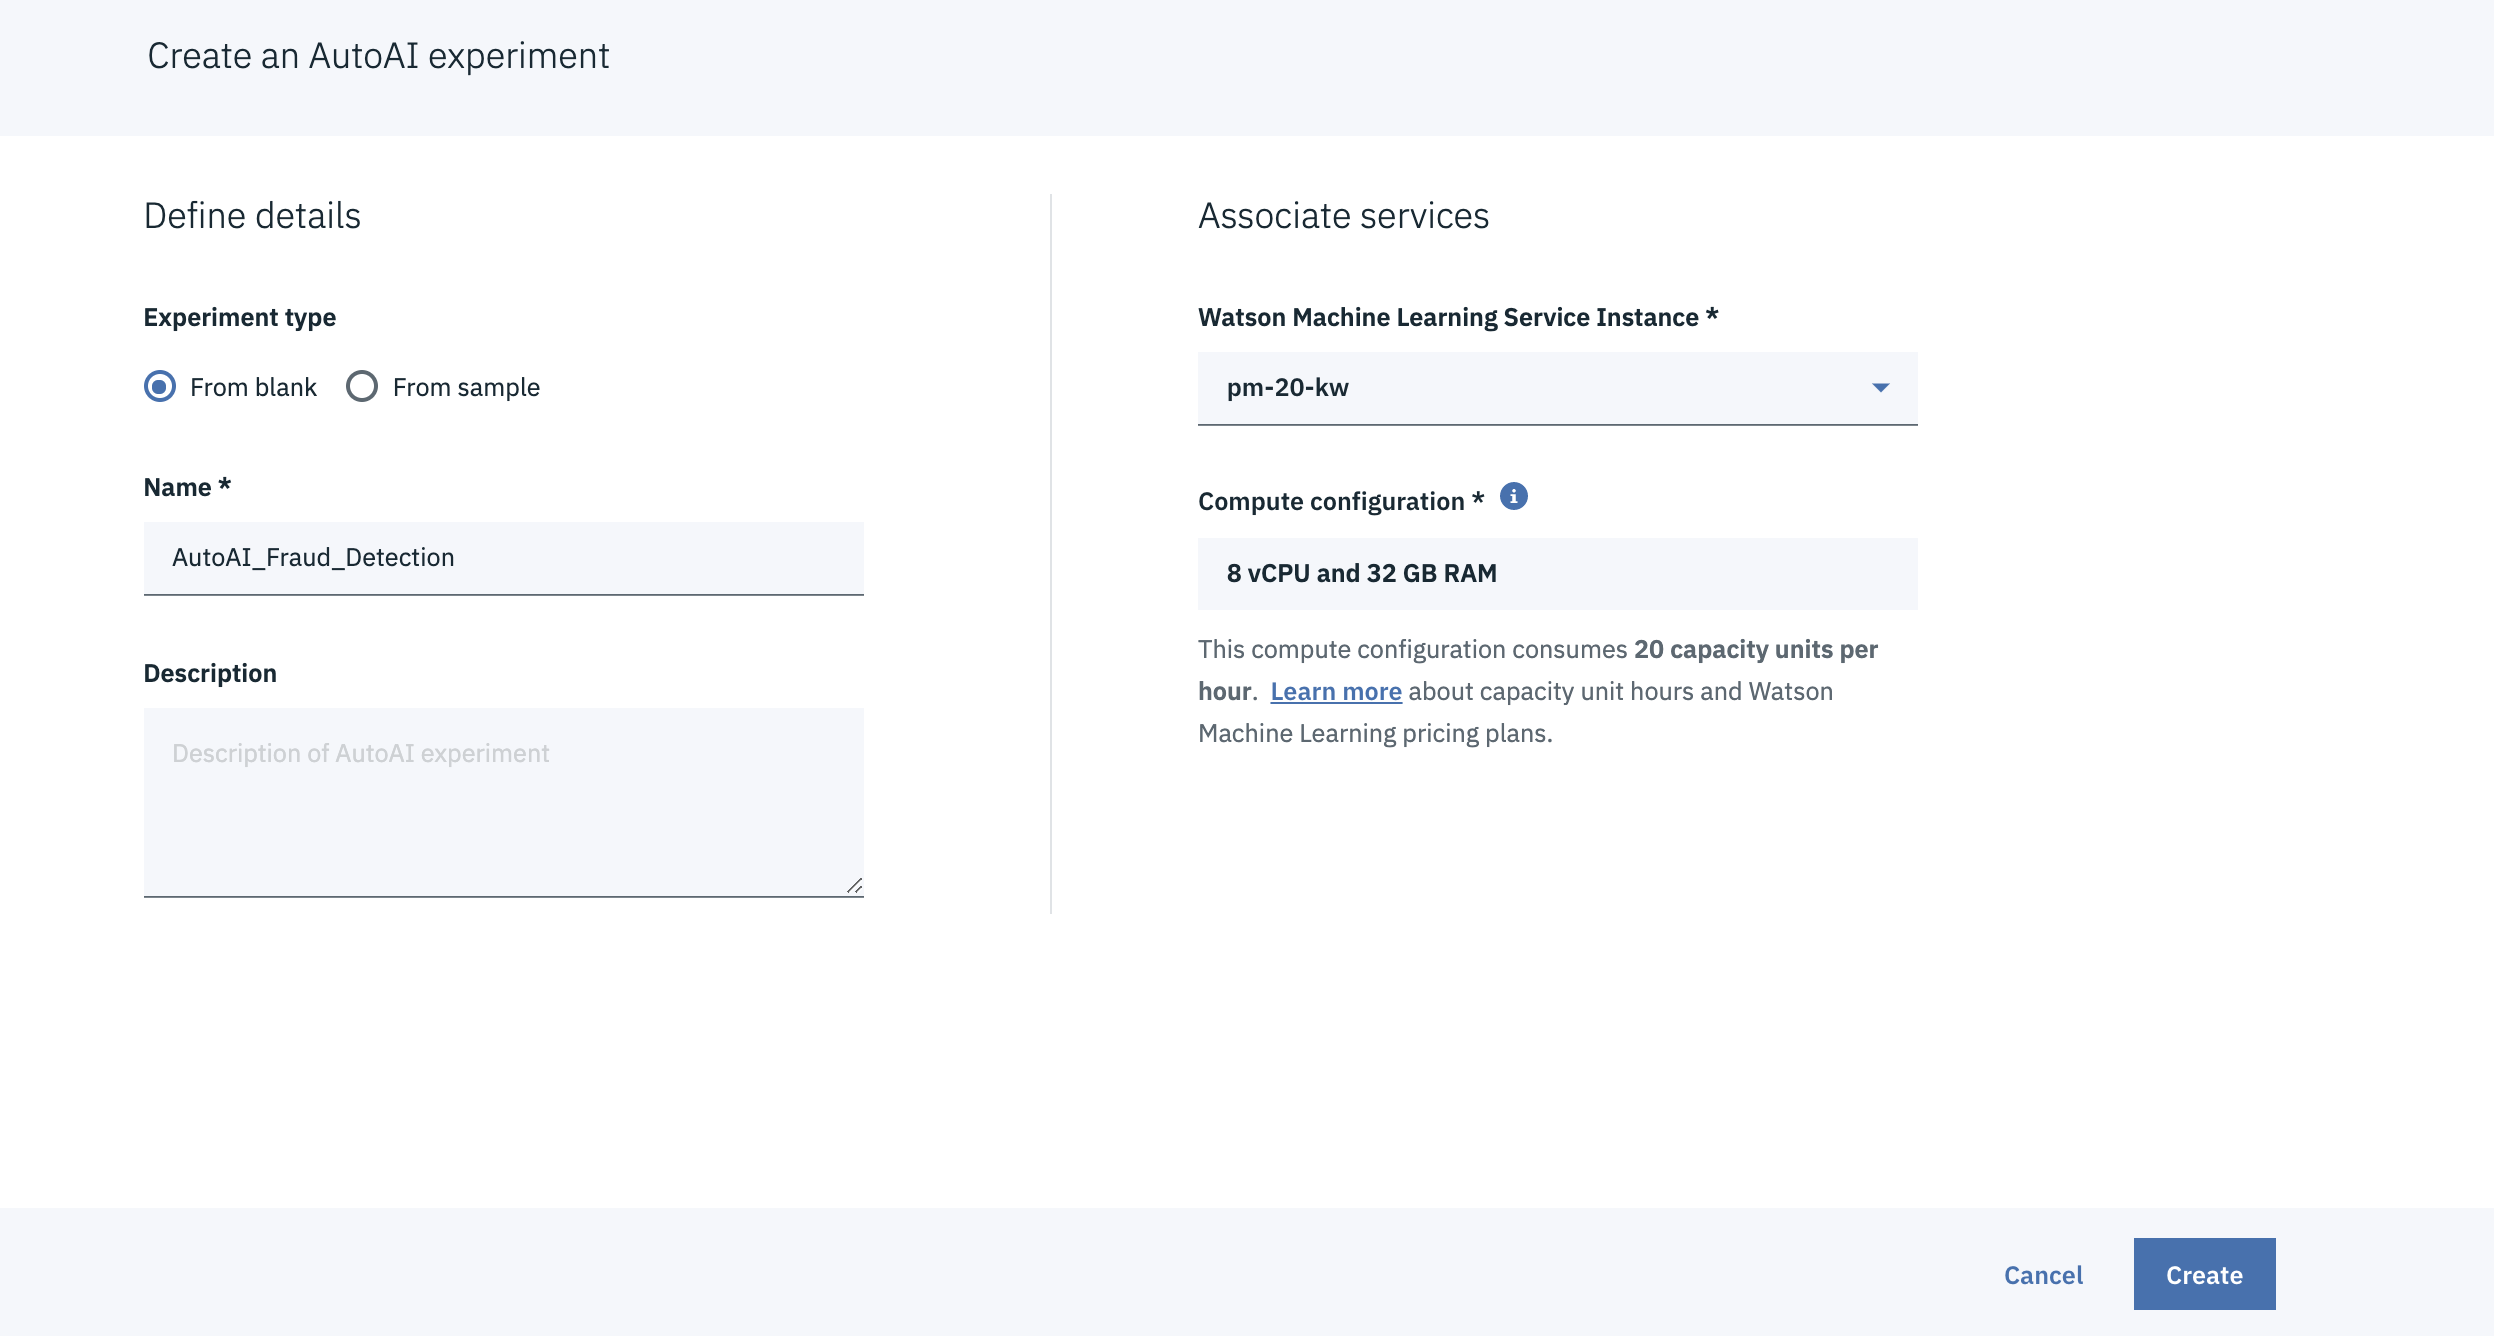 Create an AutoAI experiment
Define details
Experiment type
From blank From sample
Name *
AutoAI_Fraud_Detection
Description
Description of AutoAI experiment
Associate services
Watson Machine Learning Service Instance *
pm-20-kw
Compute configuration *
8 vCPU and 32 GB RAM
This compute configuration consumes 20 capacity units per
hour. Learn more about capacity unit hours and Watson
Machine Learning pricing plans.
Cancel Create